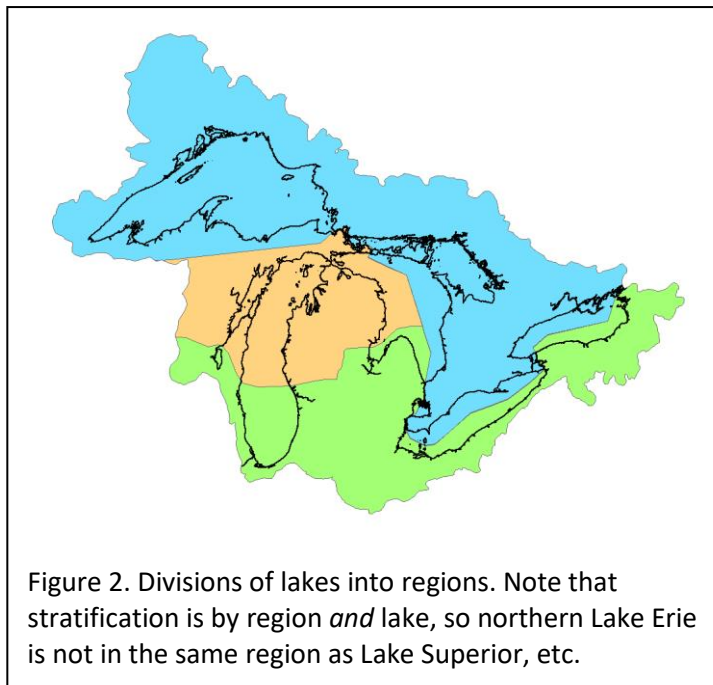 Figure 2. Divisions of lakes into regions. Note that
stratification is by region and lake, so northern Lake Erie
is not in the same region as Lake Superior, etc.